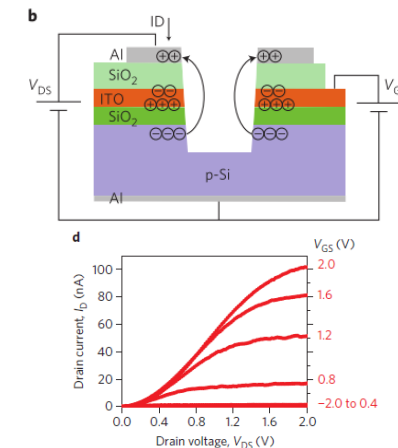 b
ID
Al
SiO2
VDS
ITO
SiO2
VG
p-Si
Al
d
VGS (V)
Drain current, ID (nA)
100
80
60
40
20
0
2.0
1.6
1.2
0.8
−2.0 to 0.4
0.0 0.4 0.8 1.2 1.6 2.0
Drain voltage, VDS (V)